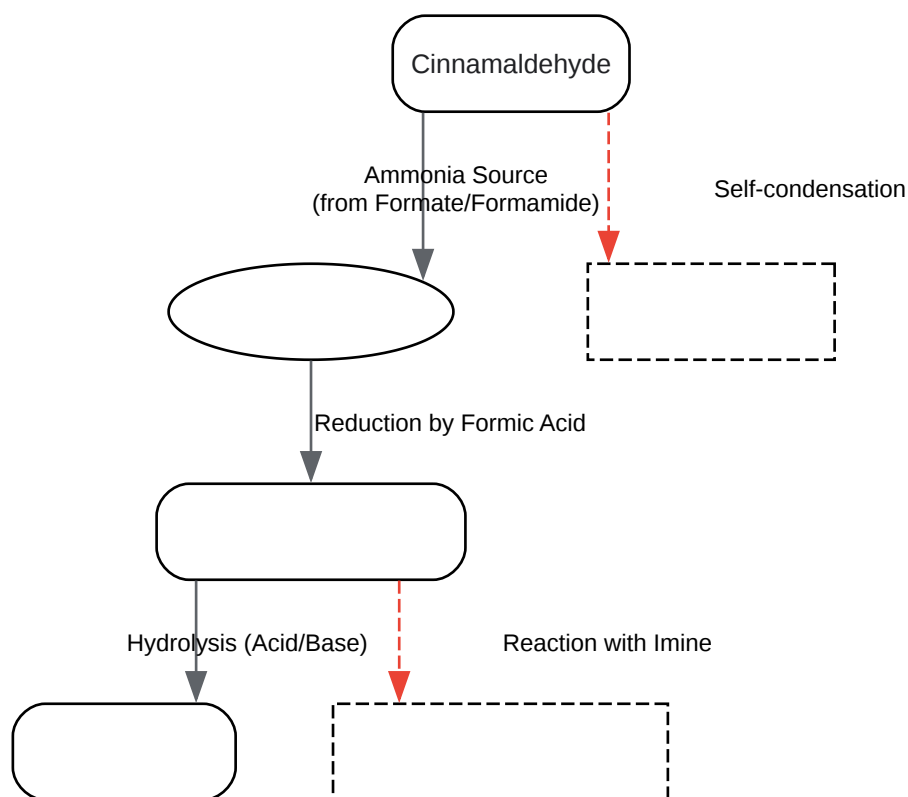 Cinnamaldehyde
Ammonia Source
(from Formate/Formamide)
Self-condensation
Reduction by Formic Acid
Hydrolysis (Acid/Base)
Reaction with Imine